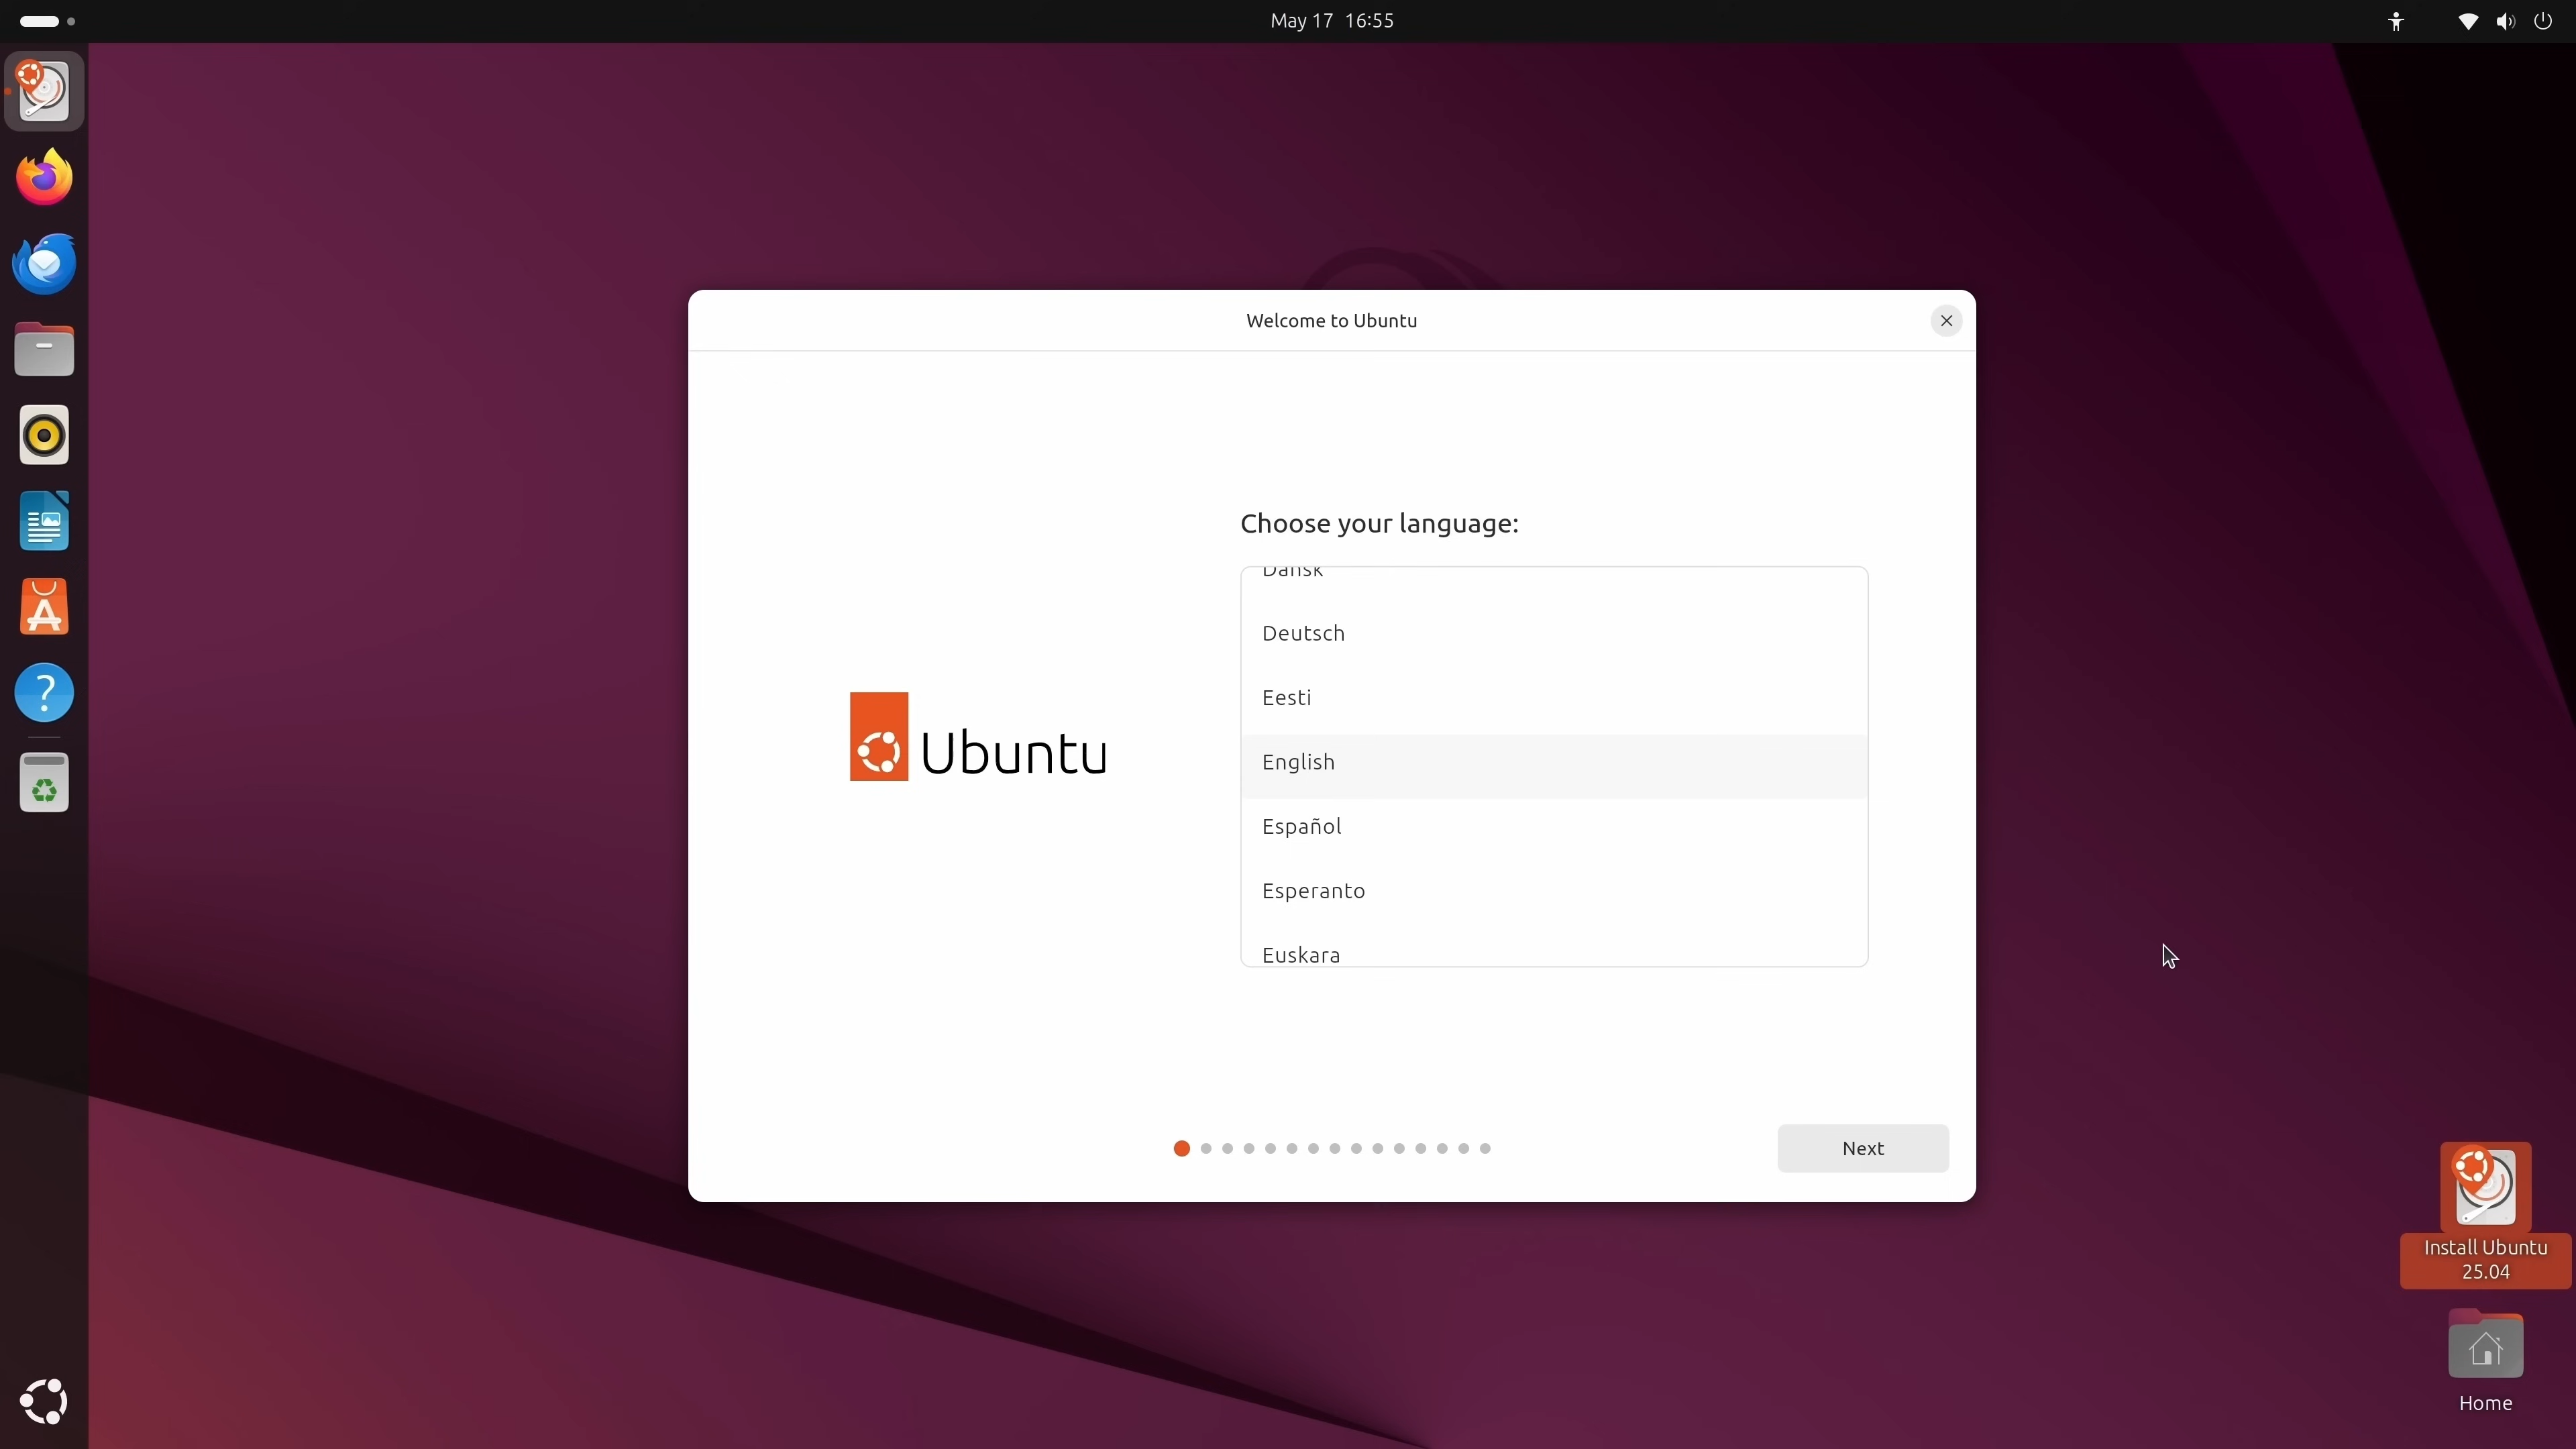 May 17 16:55
Welcome to Ubuntu
Choose your language:
Dansk
Deutsch
Eesti
English
Español
Esperanto
Euskara
Ubuntu
Next
Install Ubuntu
25.04
Home